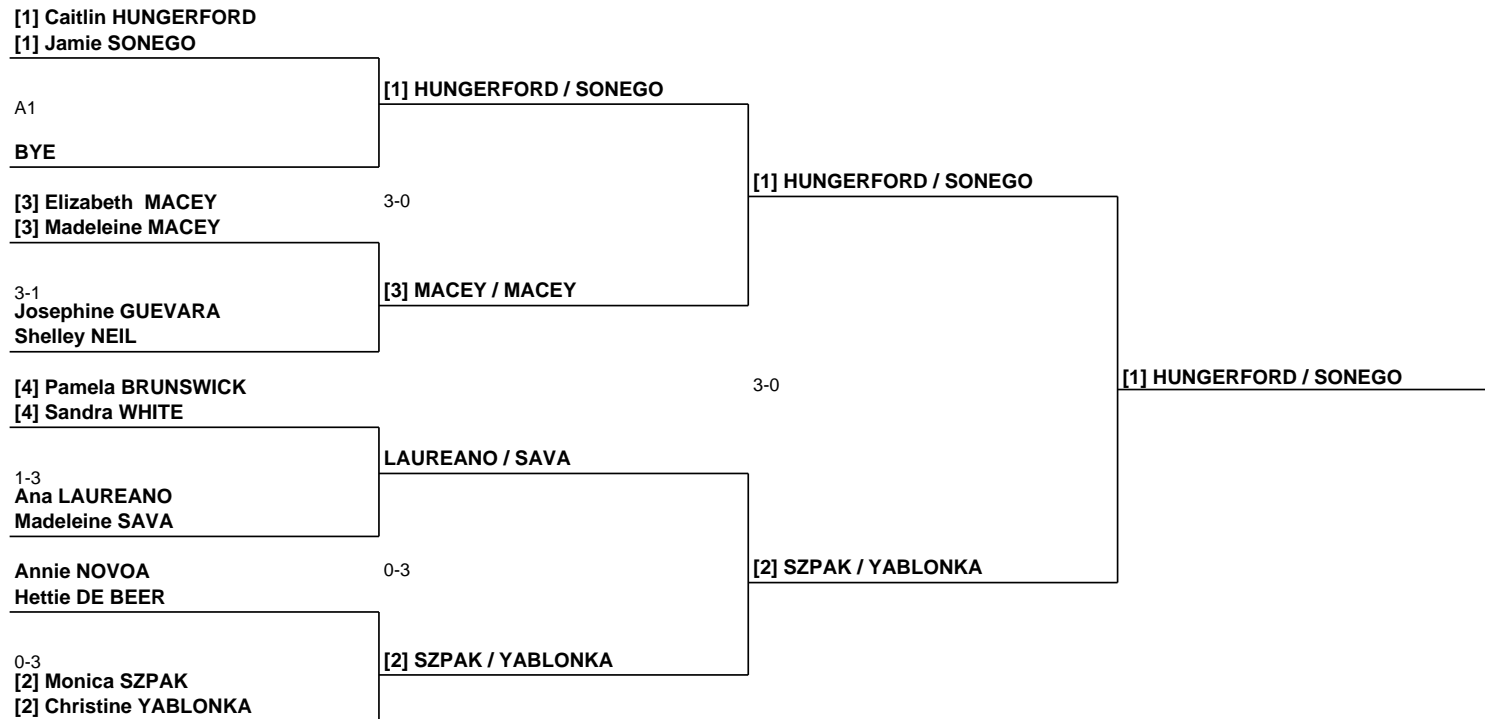 [1] Caitlin HUNGERFORD
[1] Jamie SONEGO
[1] HUNGERFORD / SONEGO
A1
BYE
[1] HUNGERFORD / SONEGO
[3] Elizabeth  MACEY
3-0
[3] Madeleine MACEY
3-1
[3] MACEY / MACEY
Josephine GUEVARA
Shelley NEIL
[1] HUNGERFORD / SONEGO
[4] Pamela BRUNSWICK
3-0
[4] Sandra WHITE
LAUREANO / SAVA
1-3
Ana LAUREANO
Madeleine SAVA
Annie NOVOA
0-3
[2] SZPAK / YABLONKA
Hettie DE BEER
0-3
[2] SZPAK / YABLONKA
[2] Monica SZPAK
[2] Christine YABLONKA